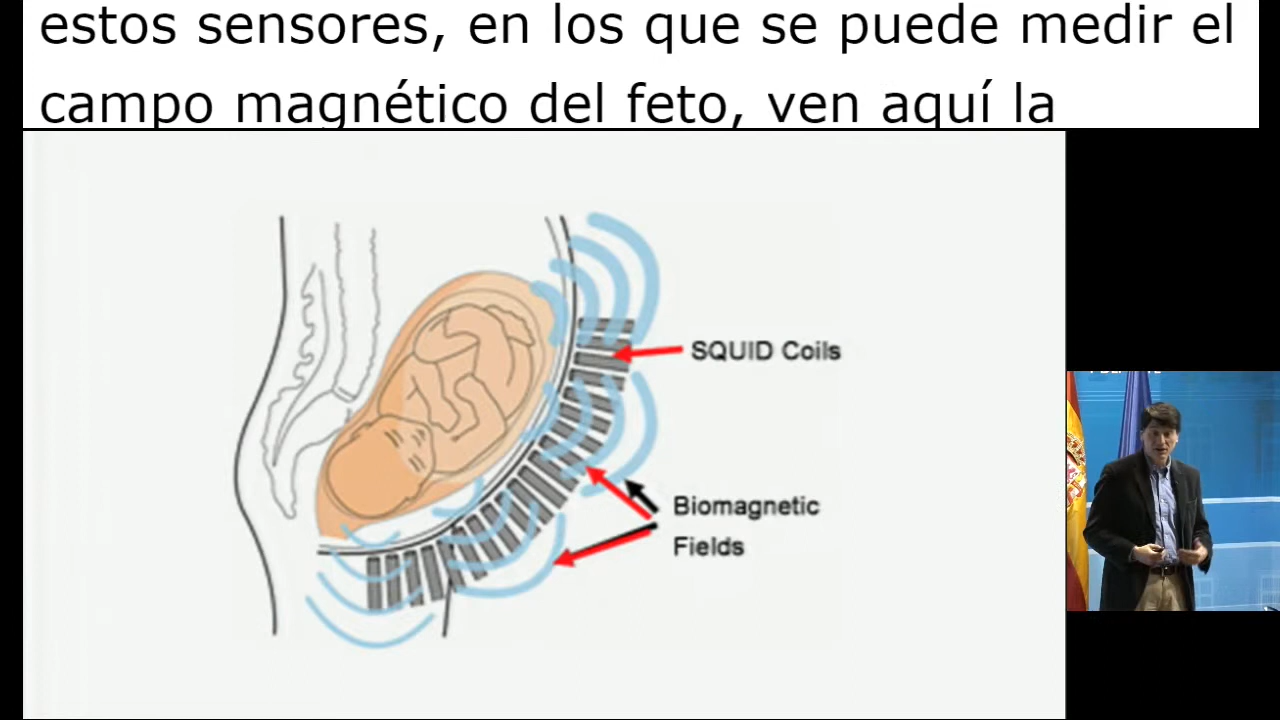 estos sensores, en los que se puede medir el
campo magnético del feto, ven aquí la
SQUID Coils
Biomagnetic
Fields